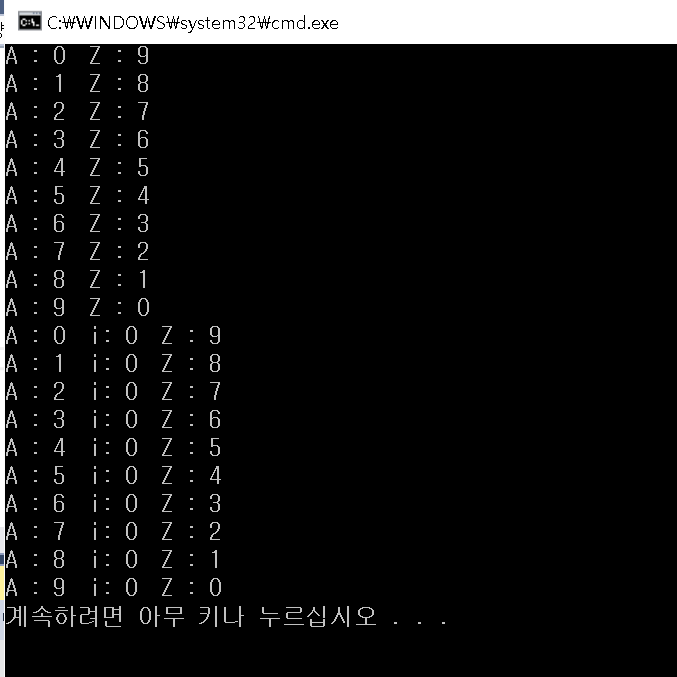 C:₩WINDOWS₩system32₩cmd.exe
A : 0 Z : 9
A : 1 Z : 8
A : 2 Z : 7
A : 3 Z : 6
A : 4 Z : 5
A : 5 Z : 4
A : 6 Z : 3
A : 7 Z : 2
A : 8 Z : 1
A : 9 Z : 0
A : 0 i: 0 Z : 9
A : 1 i: 0 Z : 8
A : 2 i: 0 Z : 7
A : 3 i: 0 Z : 6
A : 4 i: 0 Z : 5
A : 5 i: 0 Z : 4
A : 6 i: 0 Z : 3
A : 7 i: 0 Z : 2
A : 8 i: 0 Z : 1
A : 9 i: 0 Z : 0
계속하려면 아무 키나 누르십시오 . . .